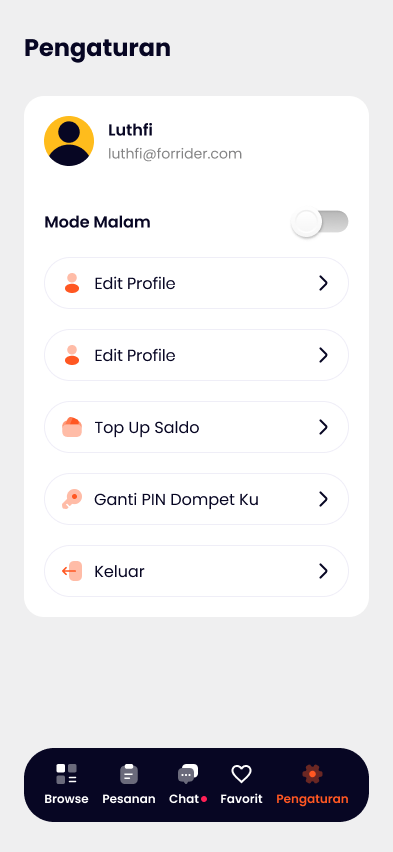 Pengaturan
Luthfi
luthfi@forrider.com
Mode Malam
Edit Profile
Edit Profile
Top Up Saldo
Ganti PIN Dompet Ku
Keluar
Browse Pesanan Chat Favorit Pengaturan